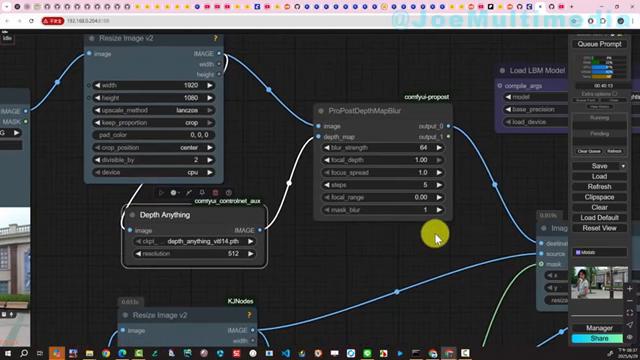 @JoeMultimedia
192.168.0.204:8188
Idle
Resize Image v2
?
image
IMAGE
width
height
width 1920
height 1080
upscale_method lanczos
keep_proportion crop
pad_color 0, 0, 0
crop_position center
divisible_by 2
device cpu
IMAGE
MASK
comfyui_controlnet_aux
Depth Anything
image
IMAGE
ckpt_... depth_anything_vitl14.pth
resolution 512
comfyui-propost
ProPostDepthMapBlur
image
output_0
depth_map
output_1
blur_strength 64
focal_depth 1.00
focus_spread 1.0
steps 5
focal_range 0.00
mask_blur 1
Load LBM Model
compile_args
model
base_precision
load_device
0.919s
Imag
destina
source
mask
x
y
resize
0.613s
KJNodes
Resize Image v2
?
image
IMAGE
width
Queue Prompt
00:40:13
Extra options
Running
Pending
Clear Queue
Refresh
Save
Load
Refresh
Clipspace
Clear
Load Default
Reset View
Manager
Share